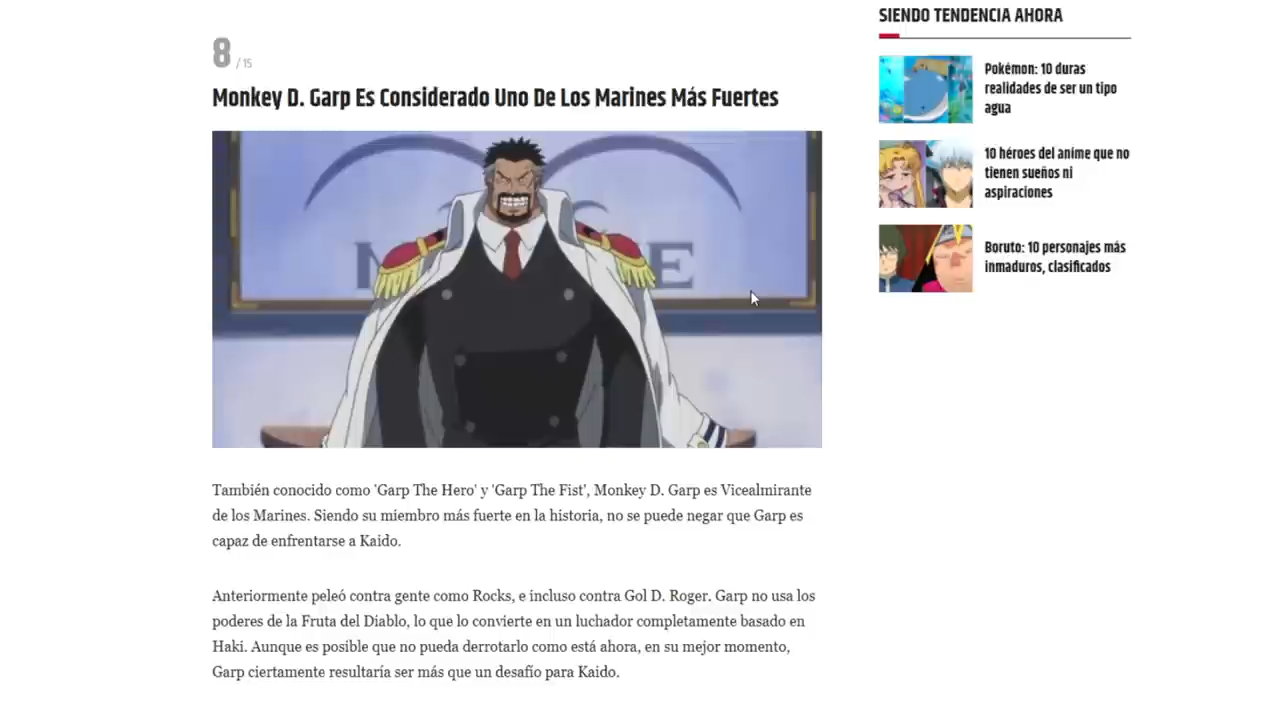 8 / 15
Monkey D. Garp Es Considerado Uno De Los Marines Más Fuertes
M E
También conocido como 'Garp The Hero' y 'Garp The Fist', Monkey D. Garp es Vicealmirante
de los Marines. Siendo su miembro más fuerte en la historia, no se puede negar que Garp es
capaz de enfrentarse a Kaido.
Anteriormente peleó contra gente como Rocks, e incluso contra Gol D. Roger. Garp no usa los
poderes de la Fruta del Diablo, lo que lo convierte en un luchador completamente basado en
Haki. Aunque es posible que no pueda derrotarlo como está ahora, en su mejor momento,
Garp ciertamente resultaría ser más que un desafío para Kaido.
SIENDO TENDENCIA AHORA
Pokémon: 10 duras
realidades de ser un tipo
agua
10 héroes del anime que no
tienen sueños ni
aspiraciones
Boruto: 10 personajes más
inmaduros, clasificados